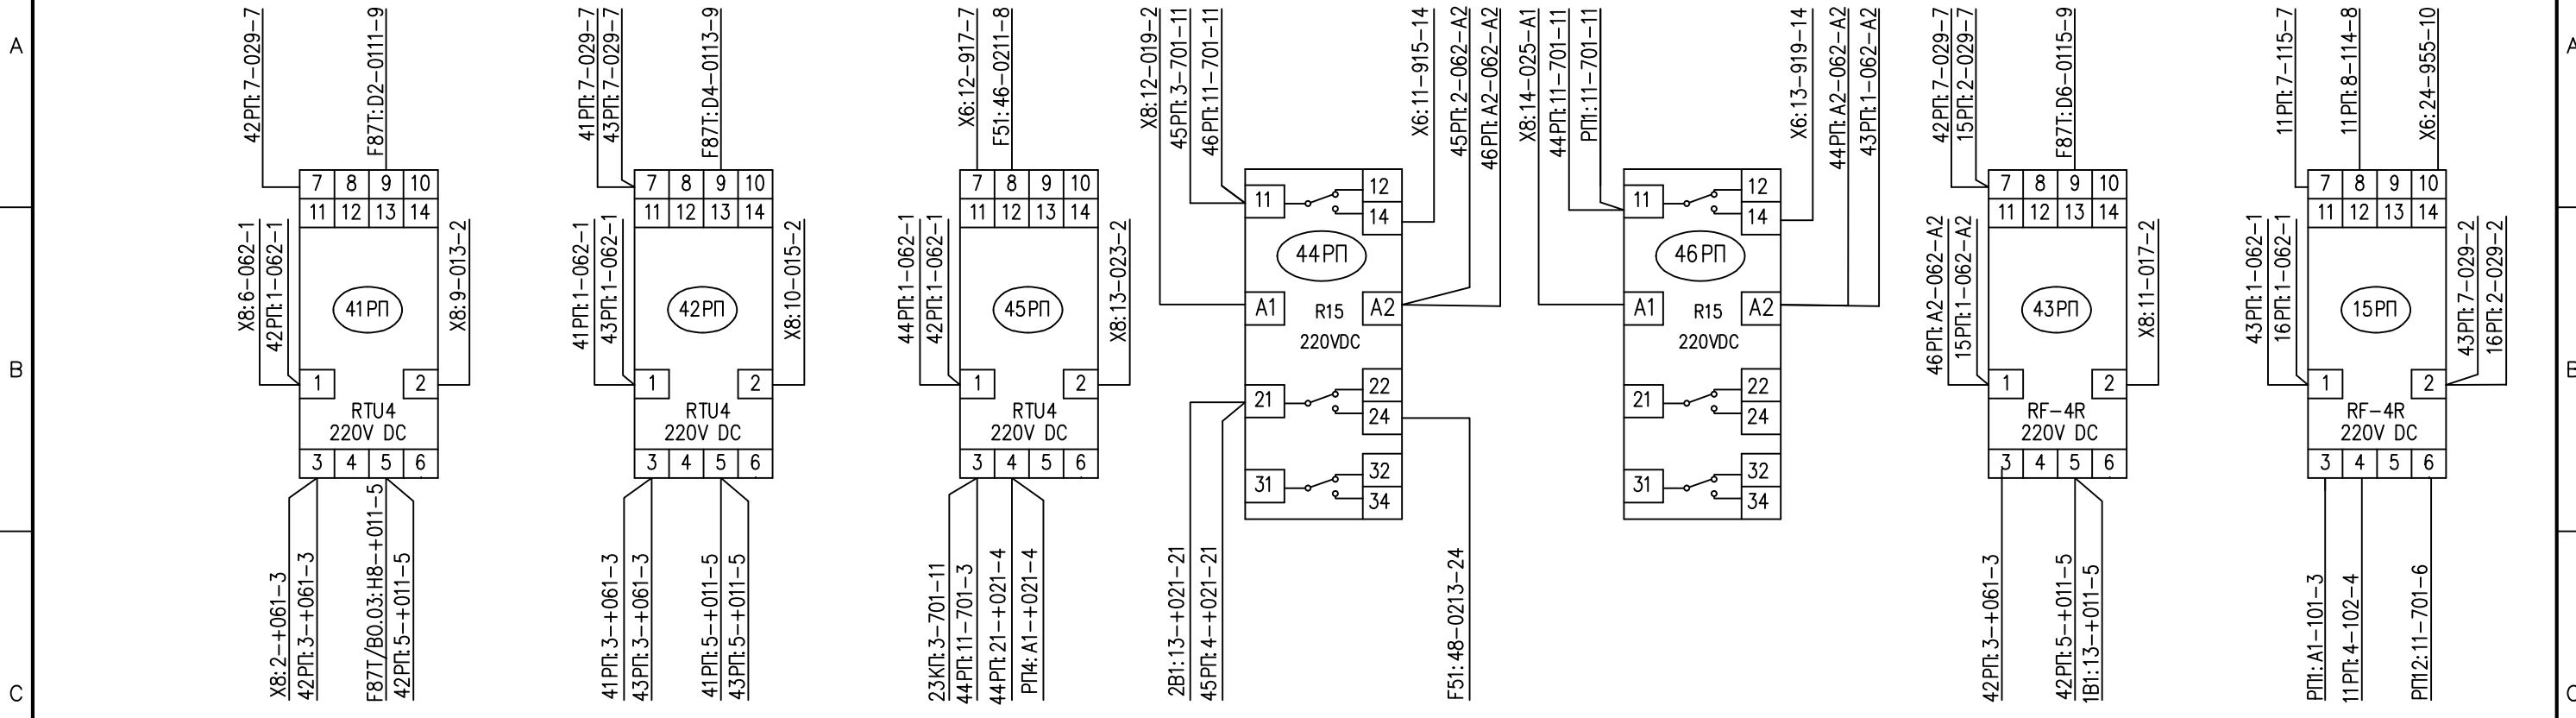 A
42РП:7-029-7
F87T:D2-0111-9
7 8 9 10
11 12 13 14
X8:6-062-1
42РП:1-062-1
X8:9-013-2
41РП
1 2
RTU4
220V DC
3 4 5 6
X8:2-+061-3
42РП:3-+061-3
F87T/B0.03:H8-+011-5
42РП:5-+011-5
41РП:7-029-7
43РП:7-029-7
F87T:D4-0113-9
7 8 9 10
11 12 13 14
41РП:1-062-1
43РП:1-062-1
X8:10-015-2
42РП
1 2
RTU4
220V DC
3 4 5 6
41РП:3-+061-3
43РП:3-+061-3
41РП:5-+011-5
43РП:5-+011-5
X6:12-917-7
F51:46-0211-8
7 8 9 10
11 12 13 14
44РП:1-062-1
42РП:1-062-1
X8:13-023-2
45РП
1 2
RTU4
220V DC
3 4 5 6
23КП:3-701-11
44РП:11-701-3
44РП:21-+021-4
РП4:A1-+021-4
X8:12-019-2
45РП:3-701-11
46РП:11-701-11
X6:11-915-14
45РП:2-062-A2
46РП:A2-062-A2
11 12
14
44РП
A1 R15 A2
220VDC
21 22
24
31 32
34
2B1:13-+021-21
45РП:4-+021-21
F51:48-0213-24
X8:14-025-A1
44РП:11-701-11
РП1:11-701-11
X6:13-919-14
44РП:A2-062-A2
43РП:1-062-A2
11 12
14
46РП
A1 R15 A2
220VDC
21 22
24
31 32
34
42РП:7-029-7
15РП:2-029-7
F87T:D6-0115-9
7 8 9 10
11 12 13 14
46РП:A2-062-A2
15РП:1-062-A2
X8:11-017-2
43РП
1 2
RF-4R
220V DC
3 4 5 6
42РП:3-+061-3
42РП:5-+011-5
1B1:13-+011-5
11РП:7-115-7
11РП:8-114-8
X6:24-955-10
7 8 9 10
11 12 13 14
43РП:1-062-1
16РП:1-062-1
43РП:7-029-2
16РП:2-029-2
15РП
1 2
RF-4R
220V DC
3 4 5 6
РП1:A1-101-3
11РП:4-102-4
РП12:11-701-6
A
B
B
C
C